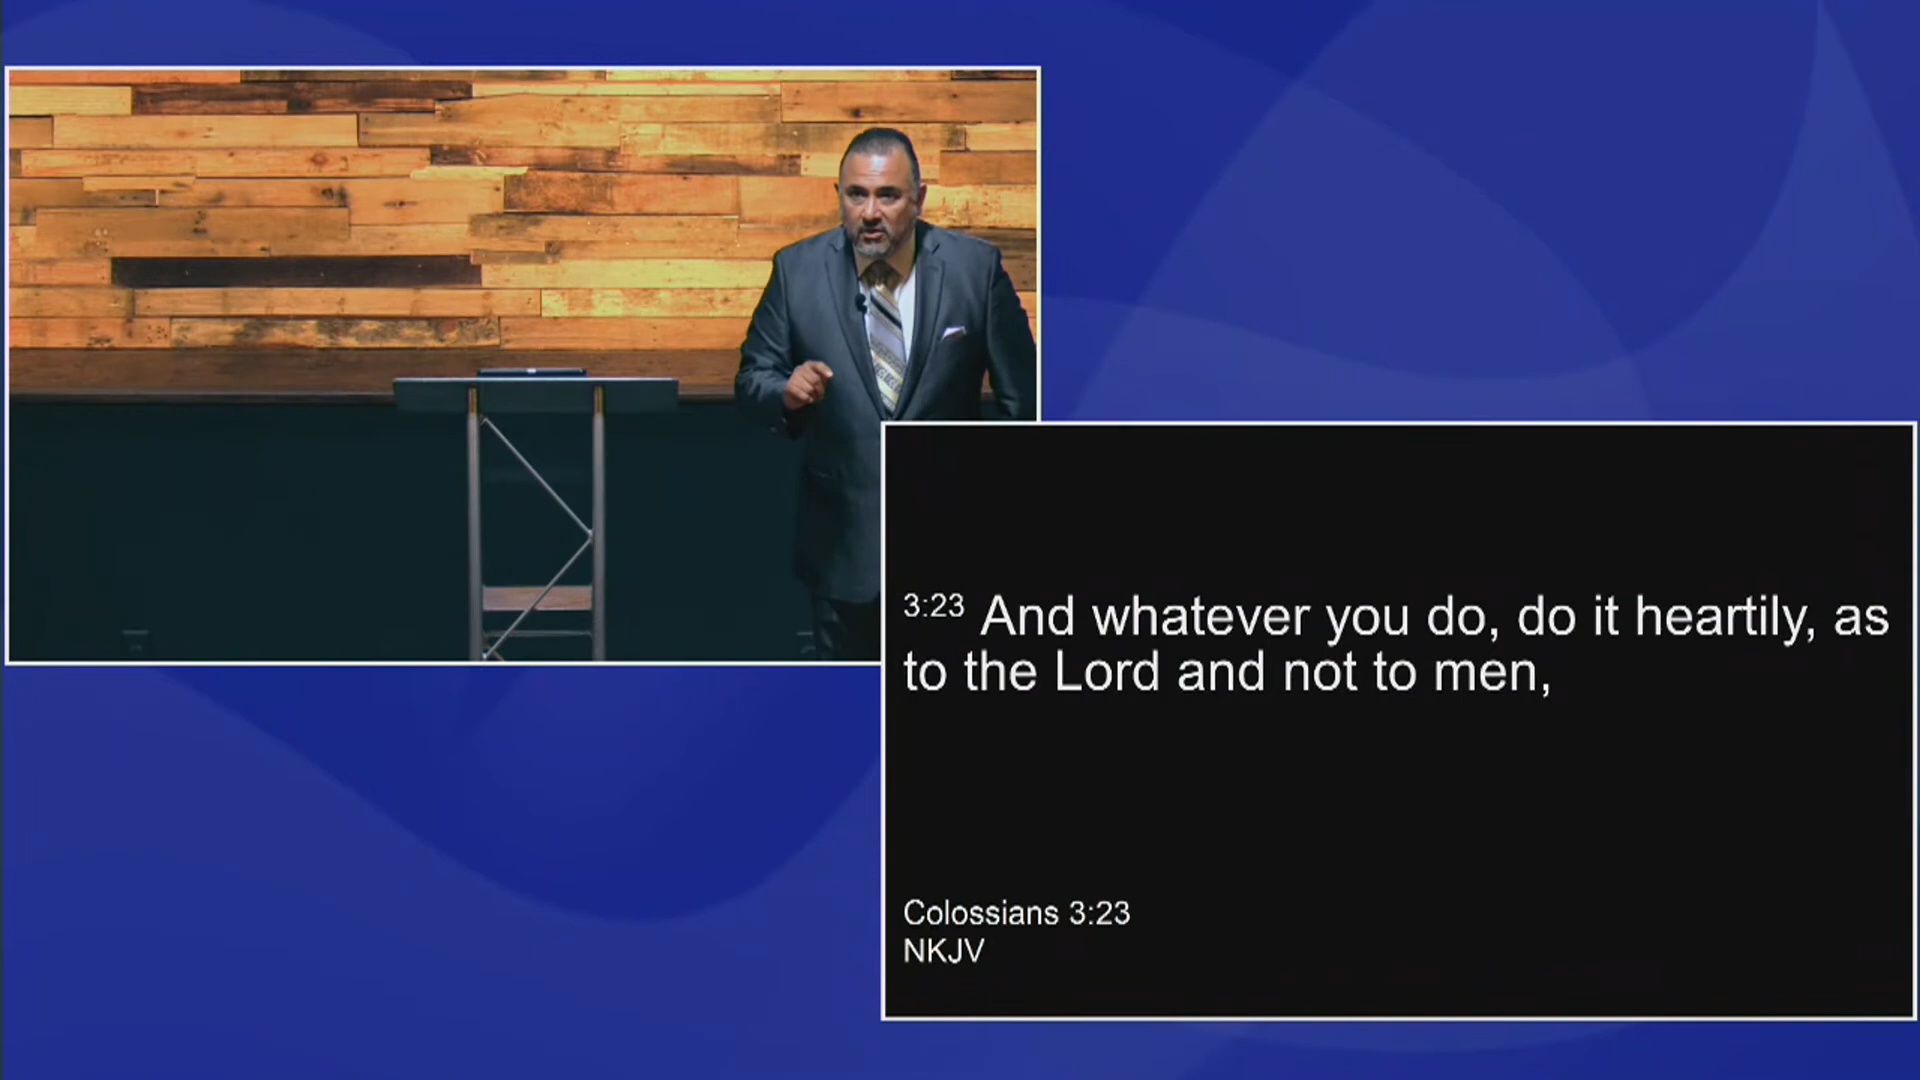 3:23 And whatever you do, do it heartily, as
to the Lord and not to men,
Colossians 3:23
NKJV